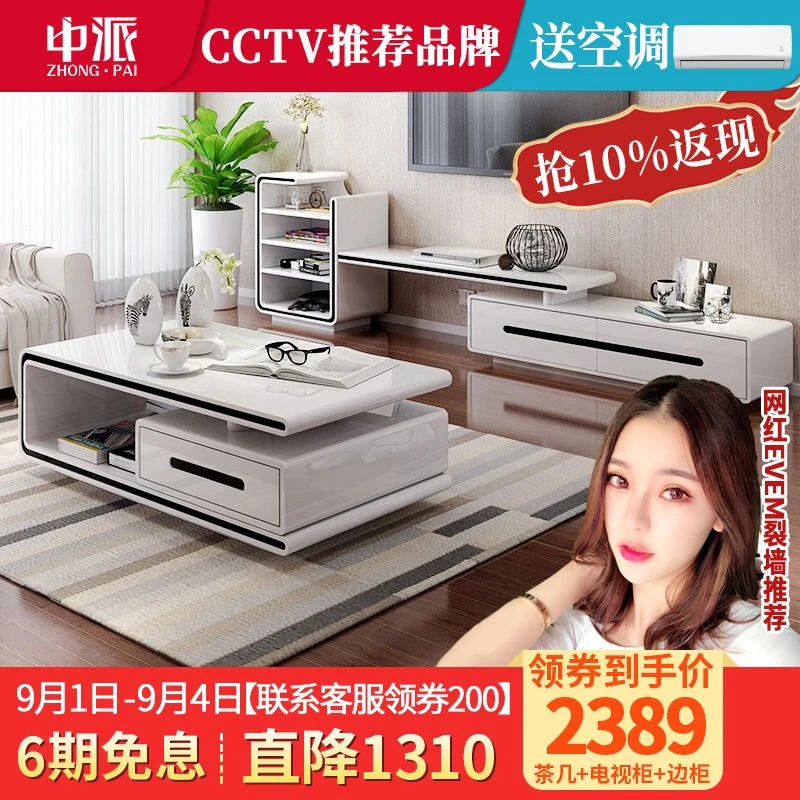 中派
ZHONG·PAI
CCTV推荐品牌
送空调
抢10%返现
网红EVEM裂墙推荐
9月1日-9月4日【联系客服领券200】
6期免息 直降1310
领券到手价
2389
茶几+电视柜+边柜